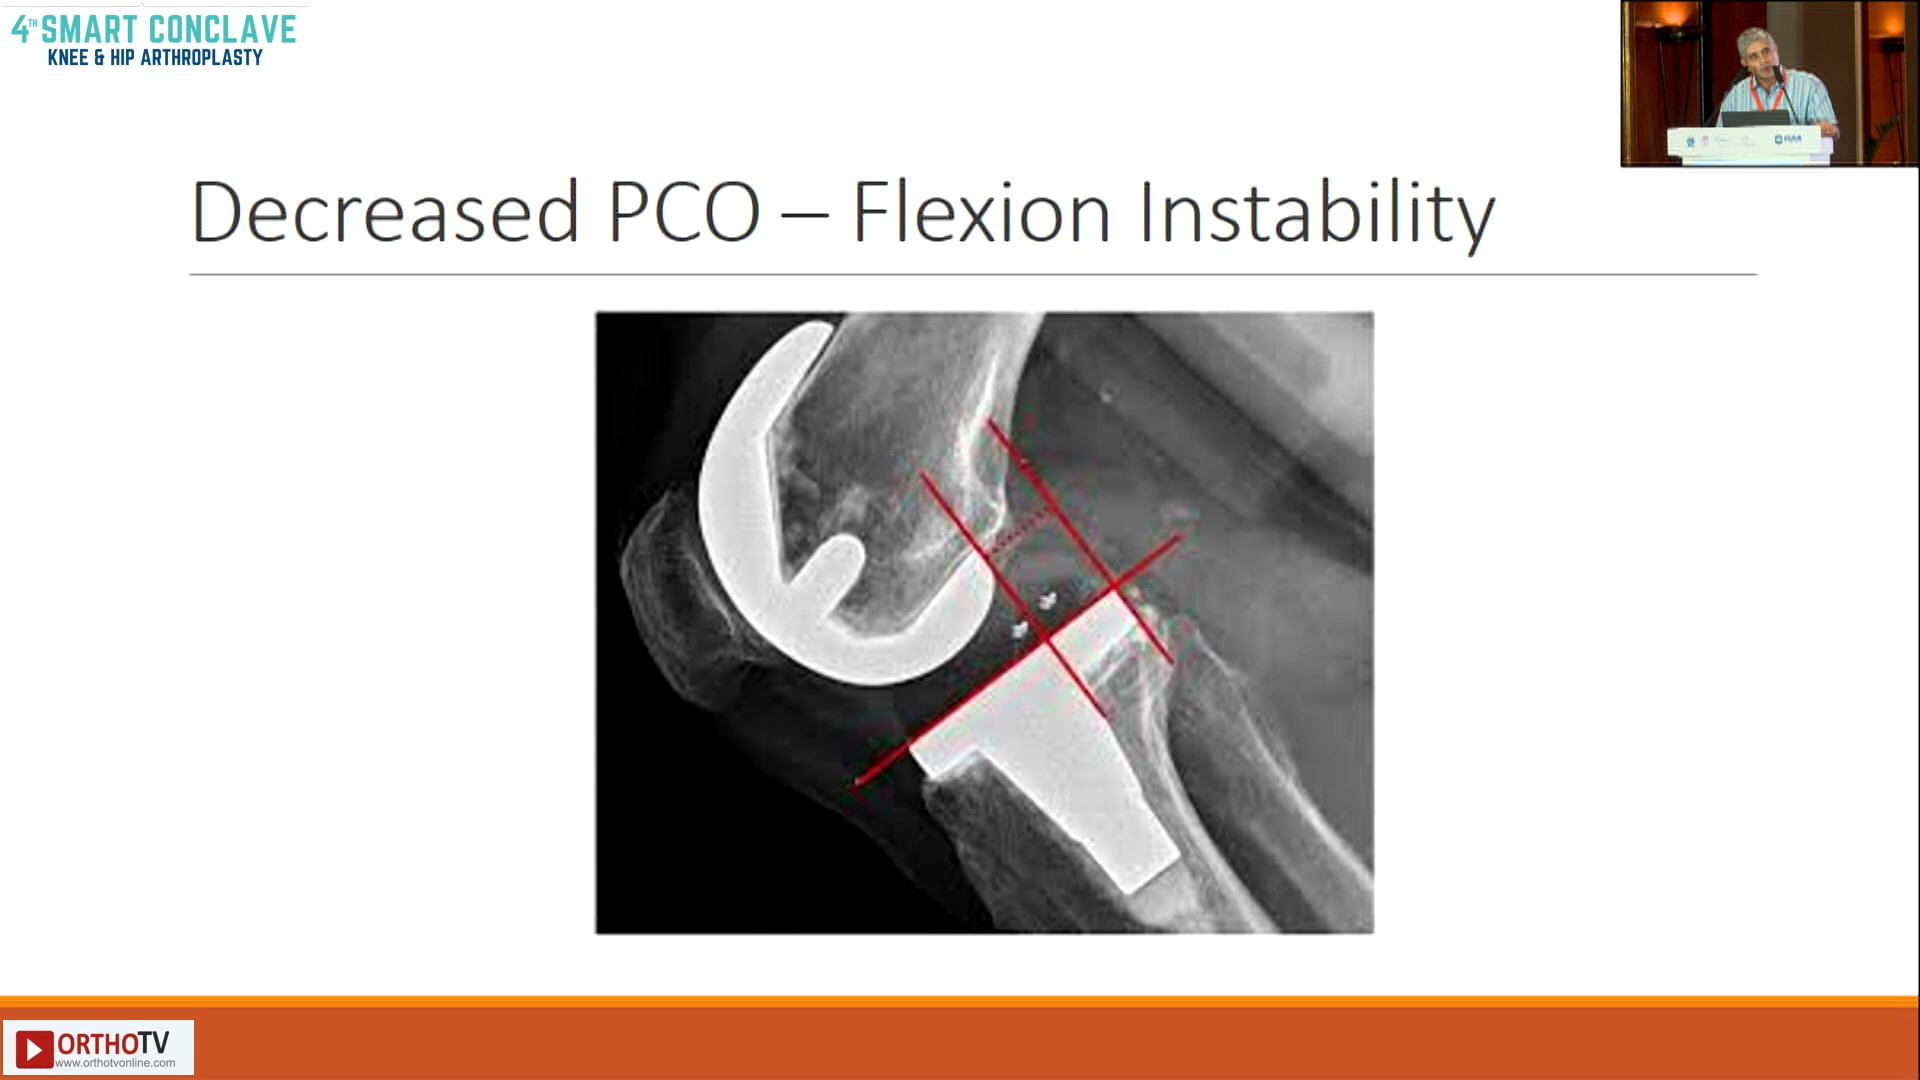 4TH SMART CONCLAVE
KNEE & HIP ARTHROPLASTY
Decreased PCO – Flexion Instability
ORTHOTV
www.orthotvonline.com